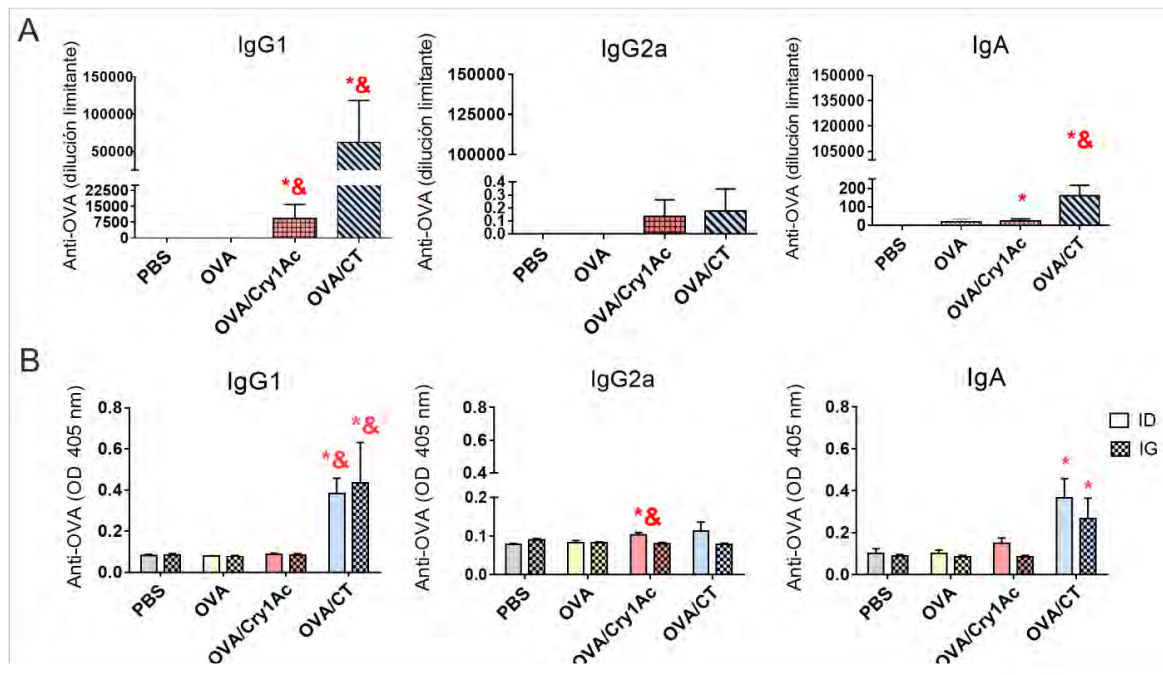 A
IgG1
Anti-OVA (dilución limitante)
150000
100000
50000
22500
15000
7500
0
*&
*&
PBS
OVA
OVA/Cry1Ac
OVA/CT
IgG2a
Anti-OVA (dilución limitante)
150000
125000
100000
0.4
0.3
0.2
0.1
0.0
PBS
OVA
OVA/Cry1Ac
OVA/CT
IgA
Anti-OVA (dilución limitante)
150000
135000
120000
105000
200
100
0
*
*&
PBS
OVA
OVA/Cry1Ac
OVA/CT
B
IgG1
Anti-OVA (OD 405 nm)
0.8
0.6
0.4
0.2
0.0
*&
*&
PBS
OVA
OVA/Cry1Ac
OVA/CT
IgG2a
Anti-OVA (OD 405 nm)
0.8
0.6
0.4
0.2
0.1
0.0
*&
PBS
OVA
OVA/Cry1Ac
OVA/CT
IgA
Anti-OVA (OD 405 nm)
0.8
0.6
0.4
0.2
0.0
*
*
PBS
OVA
OVA/Cry1Ac
OVA/CT
ID
IG